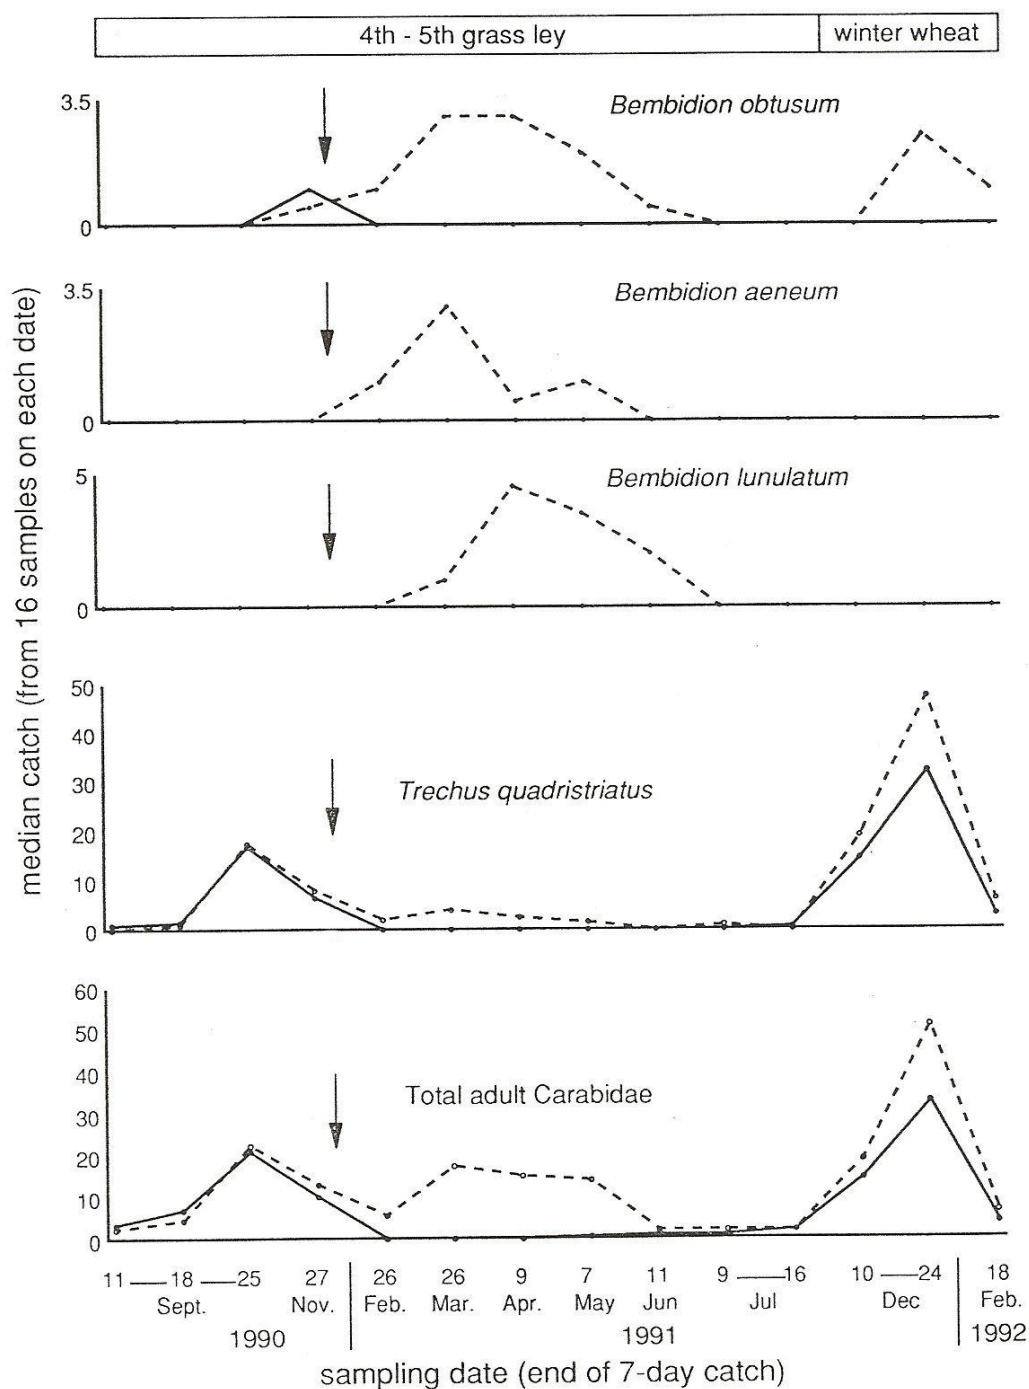 4th - 5th grass ley winter wheat
3.5
Bembidion obtusum
0
3.5
Bembidion aeneum
0
5
Bembidion lunulatum
0
median catch (from 16 samples on each date)
50
40
30
Trechus quadristriatus
20
10
0
60
50
40
Total adult Carabidae
30
20
10
0
11 — 18 — 25 27 26 26 9 7 11 9 — 16 10 — 24 18
Sept. Nov. Feb. Mar. Apr. May Jun Jul Dec Feb.
1990 1991 1992
sampling date (end of 7-day catch)